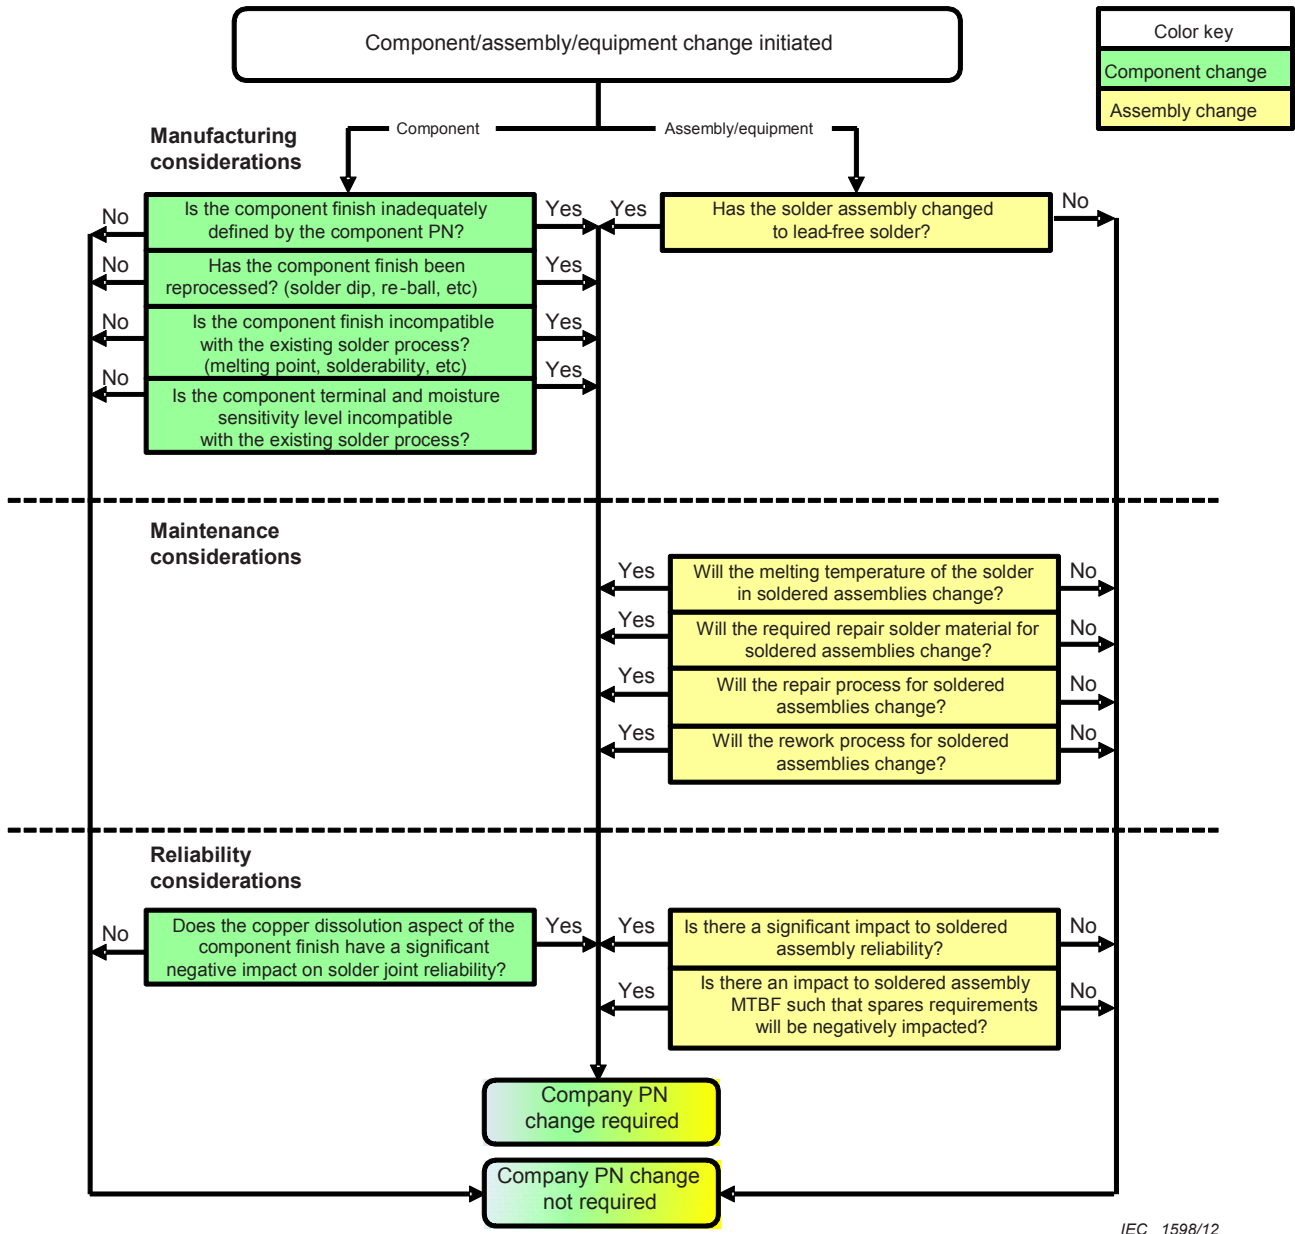 Component/assembly/equipment change initiated
Color key
Component change
Assembly change
Manufacturing
considerations
Component
Assembly/equipment
No
Is the component finish inadequately
defined by the component PN?
Yes
Yes
Has the solder assembly changed
to lead-free solder?
No
No
Has the component finish been
reprocessed? (solder dip, re-ball, etc)
Yes
No
Is the component finish incompatible
with the existing solder process?
(melting point, solderability, etc)
Yes
No
Is the component terminal and moisture
sensitivity level incompatible
with the existing solder process?
Yes
Maintenance
considerations
Yes
Will the melting temperature of the solder
in soldered assemblies change?
No
Yes
Will the required repair solder material for
soldered assemblies change?
No
Yes
Will the repair process for soldered
assemblies change?
No
Yes
Will the rework process for soldered
assemblies change?
No
Reliability
considerations
No
Does the copper dissolution aspect of the
component finish have a significant
negative impact on solder joint reliability?
Yes
Yes
Is there a significant impact to soldered
assembly reliability?
No
Yes
Is there an impact to soldered assembly
MTBF such that spares requirements
will be negatively impacted?
No
Company PN
change required
Company PN change
not required
IEC 1598/12